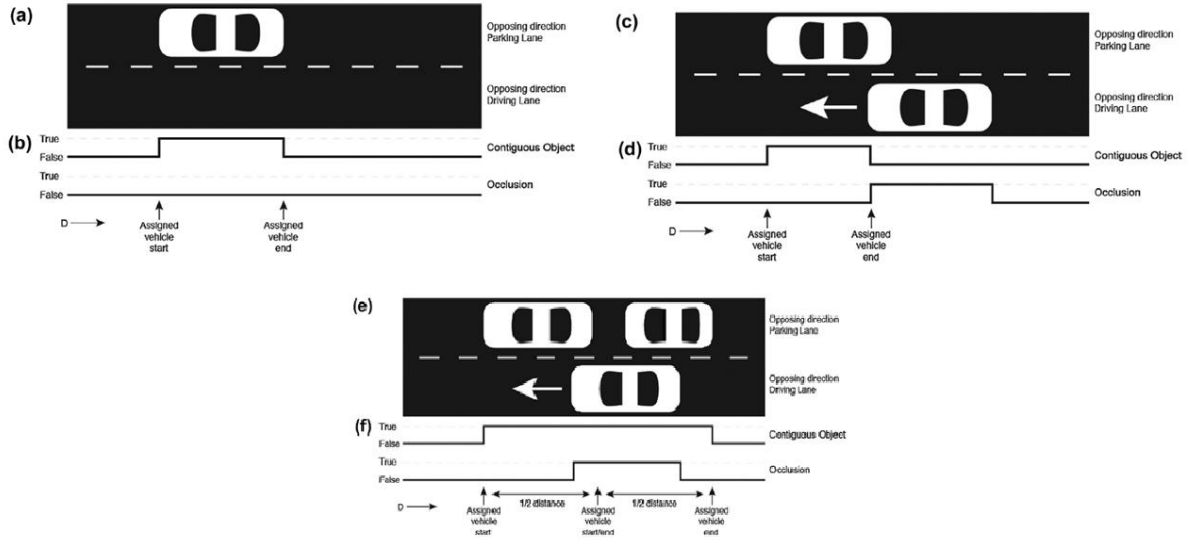 (a)
Opposing direction
Parking Lane
Opposing direction
Driving Lane
(b)
True
False
Contiguous Object
True
False
Occlusion
D
Assigned
vehicle
start
Assigned
vehicle
end
(c)
Opposing direction
Parking Lane
Opposing direction
Driving Lane
(d)
True
False
Contiguous Object
True
False
Occlusion
D
Assigned
vehicle
start
Assigned
vehicle
end
(e)
Opposing direction
Parking Lane
Opposing direction
Driving Lane
(f)
True
False
Contiguous Object
True
False
Occlusion
1/2 distance
1/2 distance
D
Assigned
vehicle
start
Assigned
vehicle
start/end
Assigned
vehicle
end